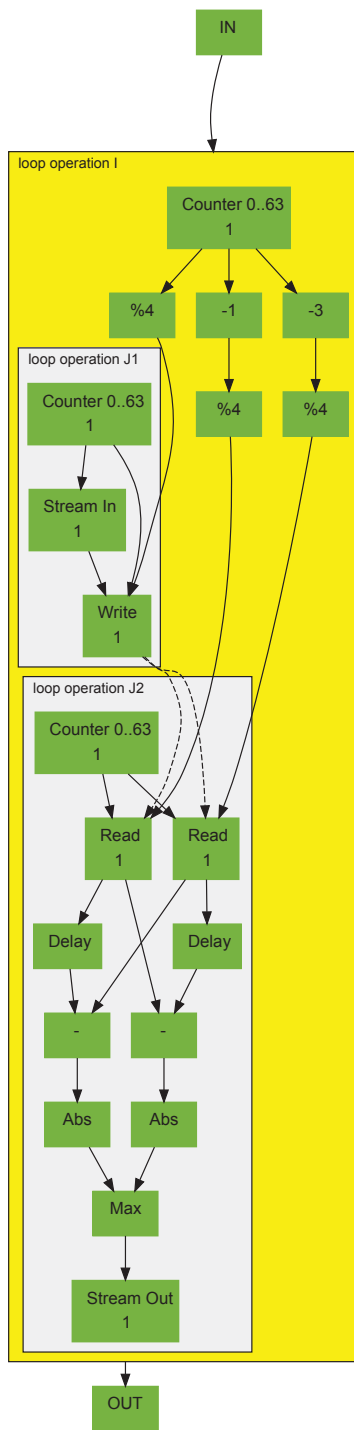 IN
loop operation I
Counter 0..63
1
%4
-1
-3
loop operation J1
Counter 0..63
1
%4
%4
Stream In
1
Write
1
loop operation J2
Counter 0..63
1
Read
1
Read
1
Delay
Delay
-
-
Abs
Abs
Max
Stream Out
1
OUT